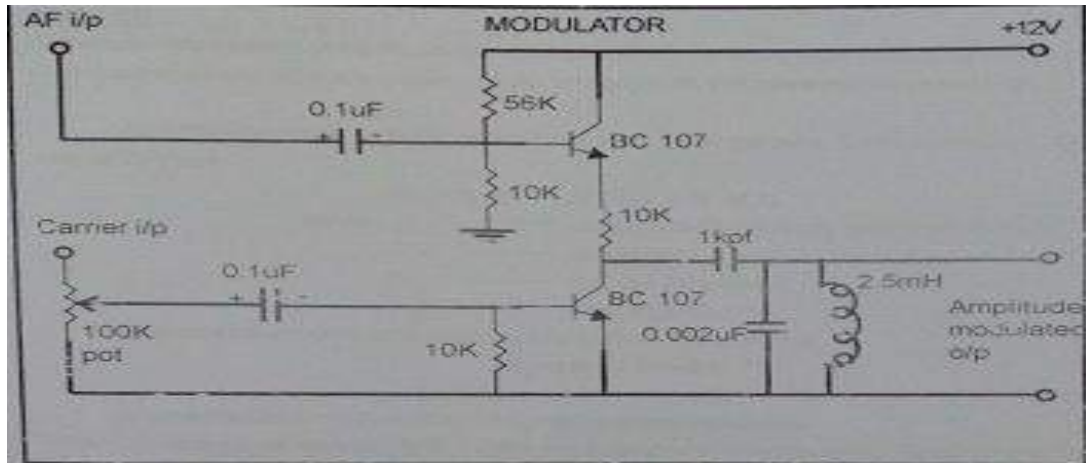 AF i/p
MODULATOR
+12V
56K
0.1uF
+ -
BC 107
10K
10K
Carrier i/p
1kpf
0.1uF
+ -
2.5mH
BC 107
100K
pot
10K
0.002uF
Amplitude
modulated
o/p